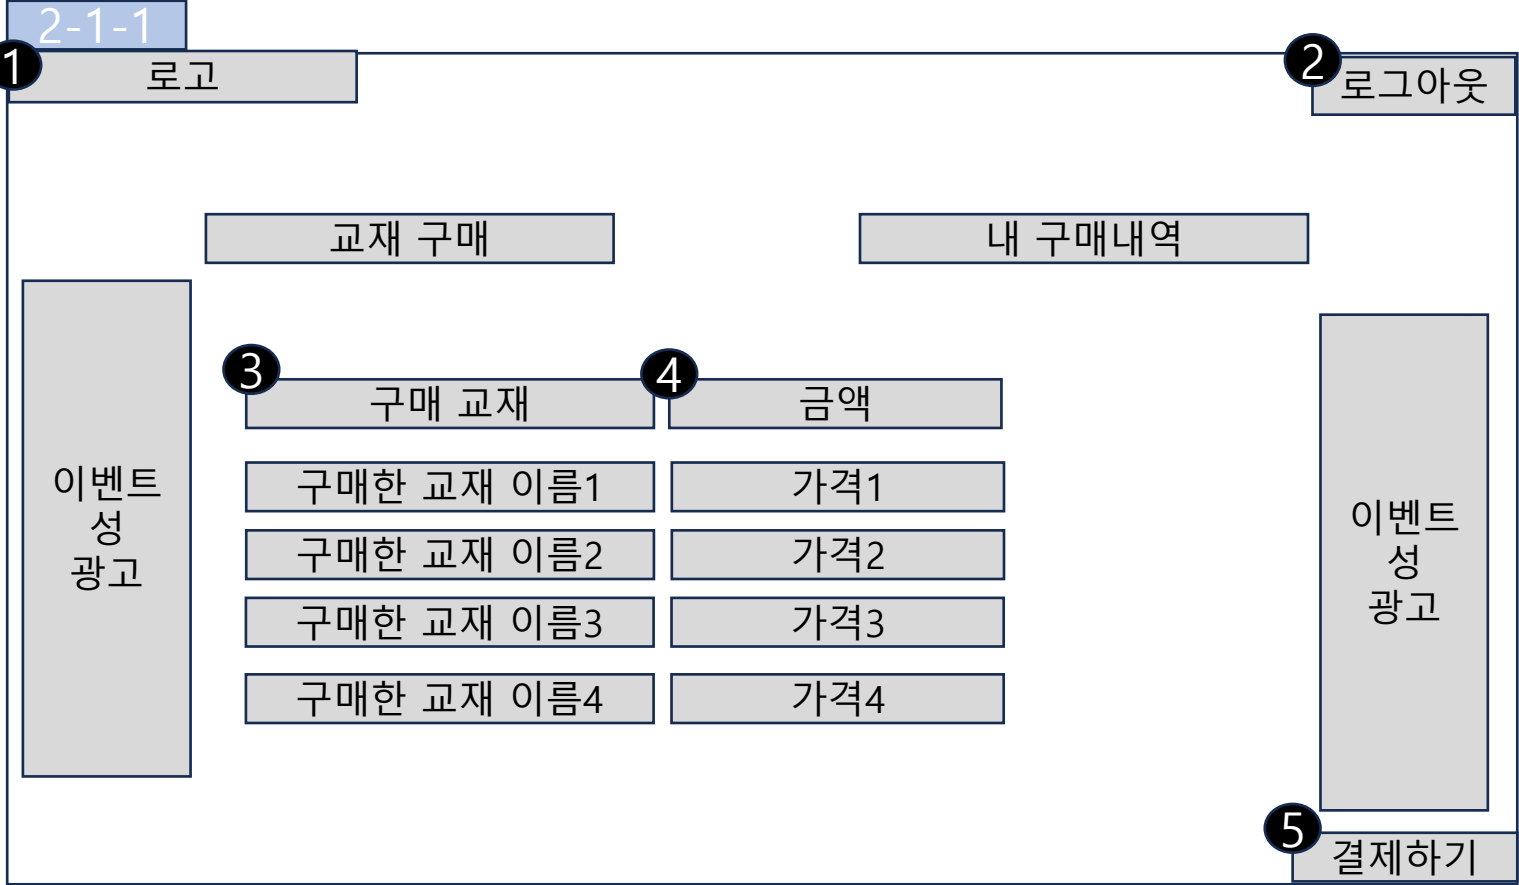 2-1-1
1
로고
2
로그아웃
교재 구매
내 구매내역
이벤트
성
광고
3
구매 교재
4
금액
구매한 교재 이름1
가격1
구매한 교재 이름2
가격2
구매한 교재 이름3
가격3
구매한 교재 이름4
가격4
이벤트
성
광고
5
결제하기